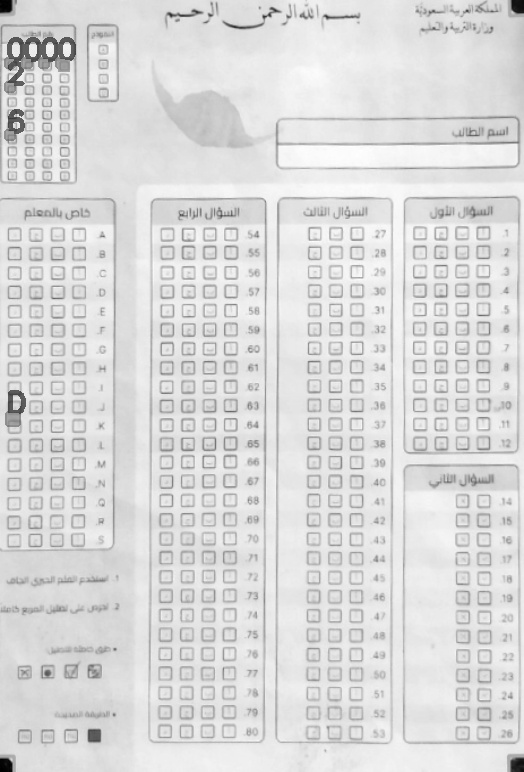 بسم الله الرحمن الرحيم
المملكة العربية السعودية
وزارة التربية والتعليم
رقم الطالب
النموذج
0000
2
6
اسم الطالب
السؤال الأول
1.
2.
3.
4.
5.
6.
7.
8.
9.
10.
11.
12.
السؤال الثاني
14.
15.
16.
17.
18.
19.
20.
21.
22.
23.
24.
25.
26.
السؤال الثالث
27.
28.
29.
30.
31.
32.
33.
34.
35.
36.
37.
38.
39.
40.
41.
42.
43.
44.
45.
46.
47.
48.
49.
50.
51.
52.
53.
السؤال الرابع
54.
55.
56.
57.
58.
59.
60.
61.
62.
63.
64.
65.
66.
67.
68.
69.
70.
71.
72.
73.
74.
75.
76.
77.
78.
79.
80.
خاص بالمعلم
A.
B.
C.
D.
E.
F.
G.
H.
I.
J.
K.
L.
M.
N.
Q.
R.
S.
D
1. استخدم القلم الحبري الجاف
2. احرص على تظليل المربع كاملا
• طرق خاطئة للتظليل:
• الطريقة الصحيحة